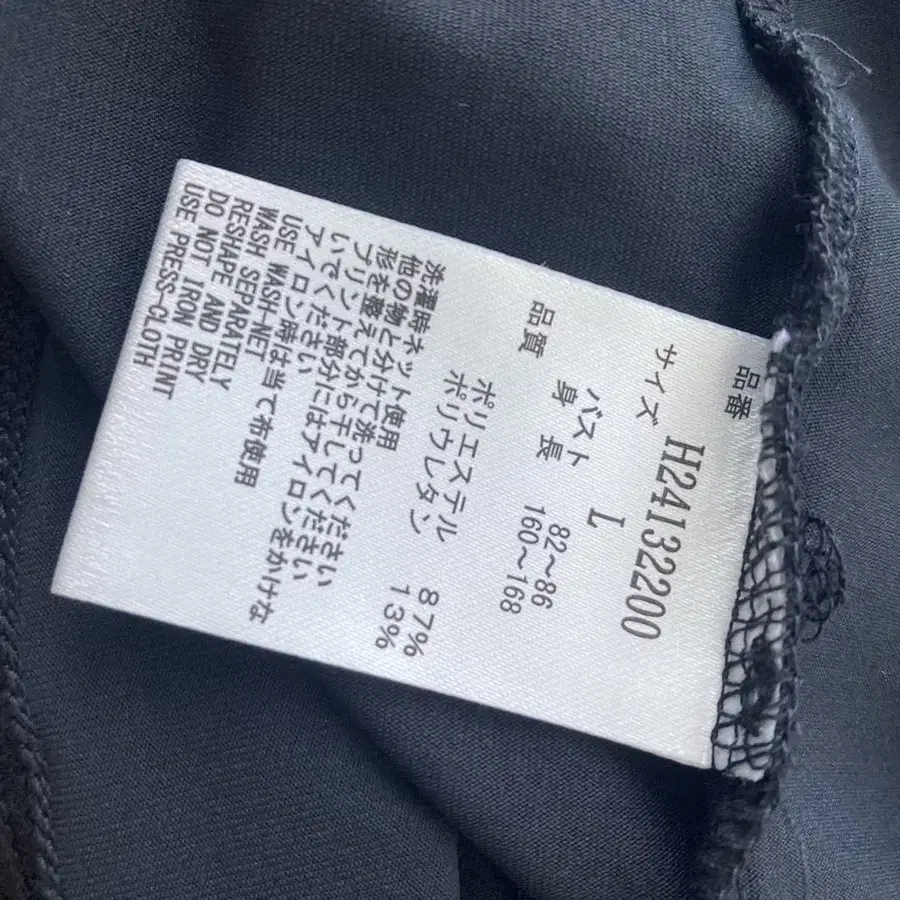 品番 H24132200
サイズ L
バスト 82～86
身長 160～168
品質
ポリエステル 87%
ポリウレタン 13%
洗濯時ネット使用
他の物と分けて洗ってください
形を整えてから干してください
プリント部分にはアイロンをかけな
いでください
アイロン時は当て布使用
USE WASH-NET
WASH SEPARATELY
RESHAPE AND DRY
DO NOT IRON PRINT
USE PRESS-CLOTH